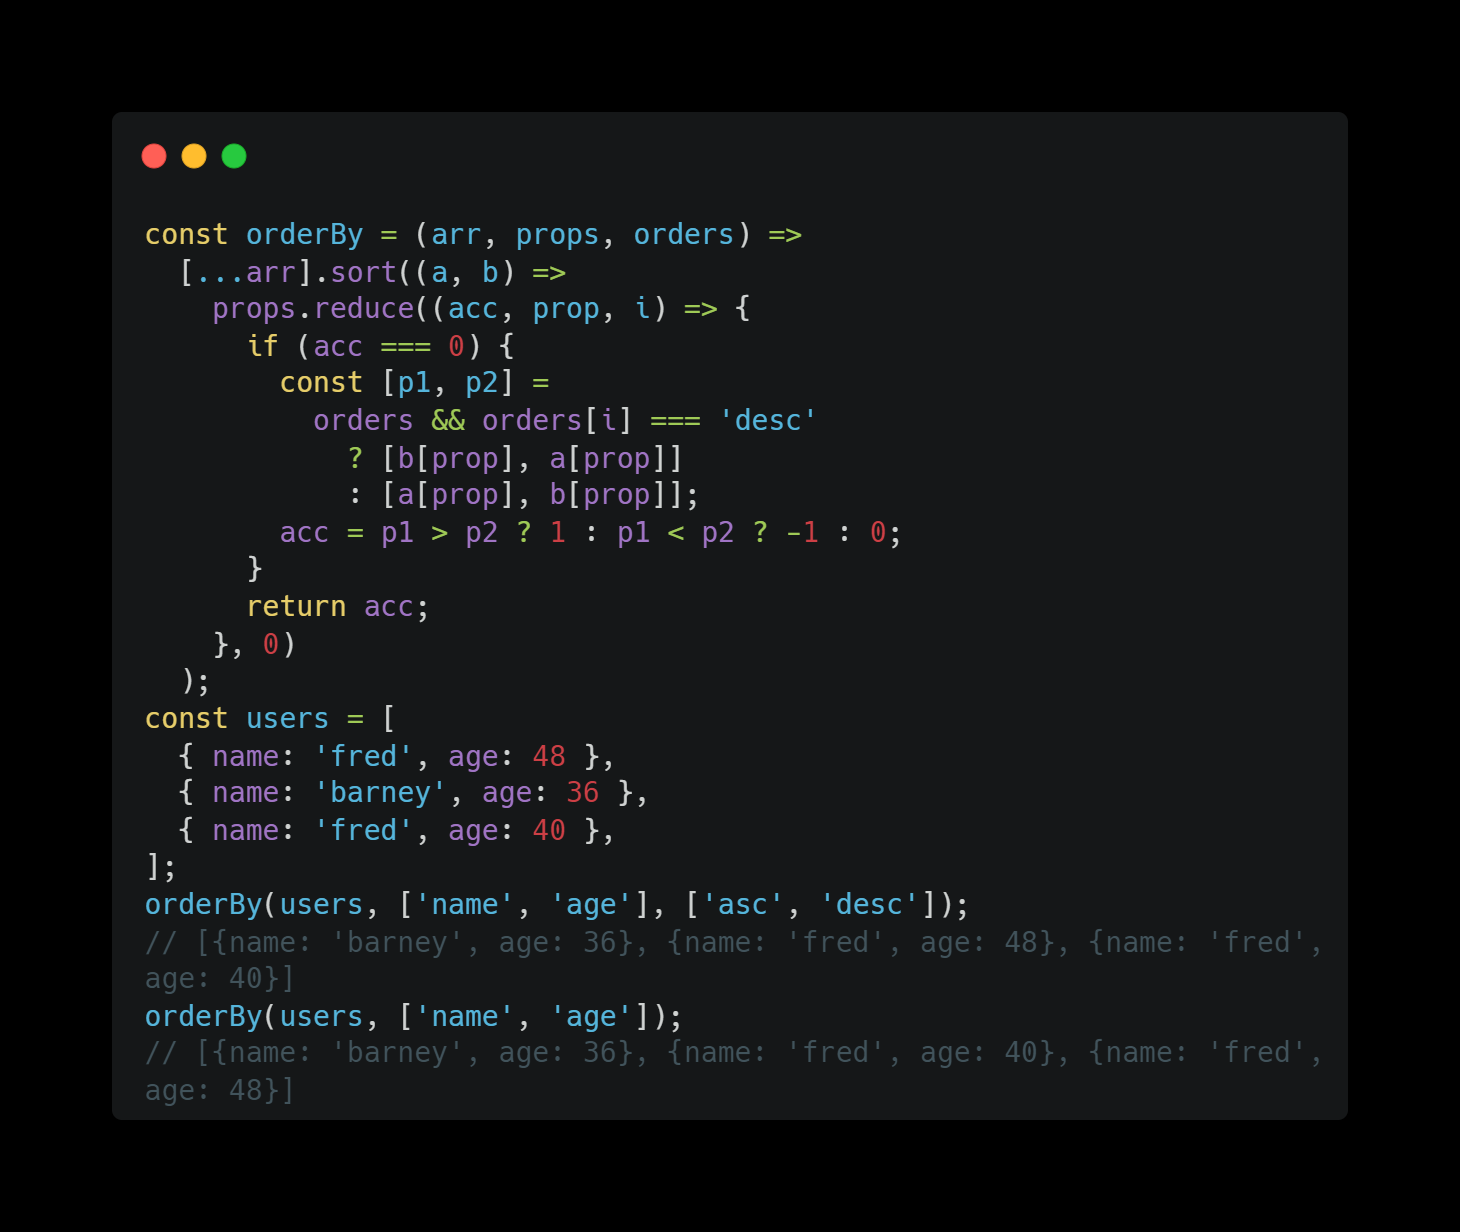 const orderBy = (arr, props, orders) =>
  [...arr].sort((a, b) =>
    props.reduce((acc, prop, i) => {
      if (acc === 0) {
        const [p1, p2] =
          orders && orders[i] === 'desc'
            ? [b[prop], a[prop]]
            : [a[prop], b[prop]];
        acc = p1 > p2 ? 1 : p1 < p2 ? -1 : 0;
      }
      return acc;
    }, 0)
  );
const users = [
  { name: 'fred', age: 48 },
  { name: 'barney', age: 36 },
  { name: 'fred', age: 40 },
];
orderBy(users, ['name', 'age'], ['asc', 'desc']);
// [{name: 'barney', age: 36}, {name: 'fred', age: 48}, {name: 'fred',
age: 40}]
orderBy(users, ['name', 'age']);
// [{name: 'barney', age: 36}, {name: 'fred', age: 40}, {name: 'fred',
age: 48}]